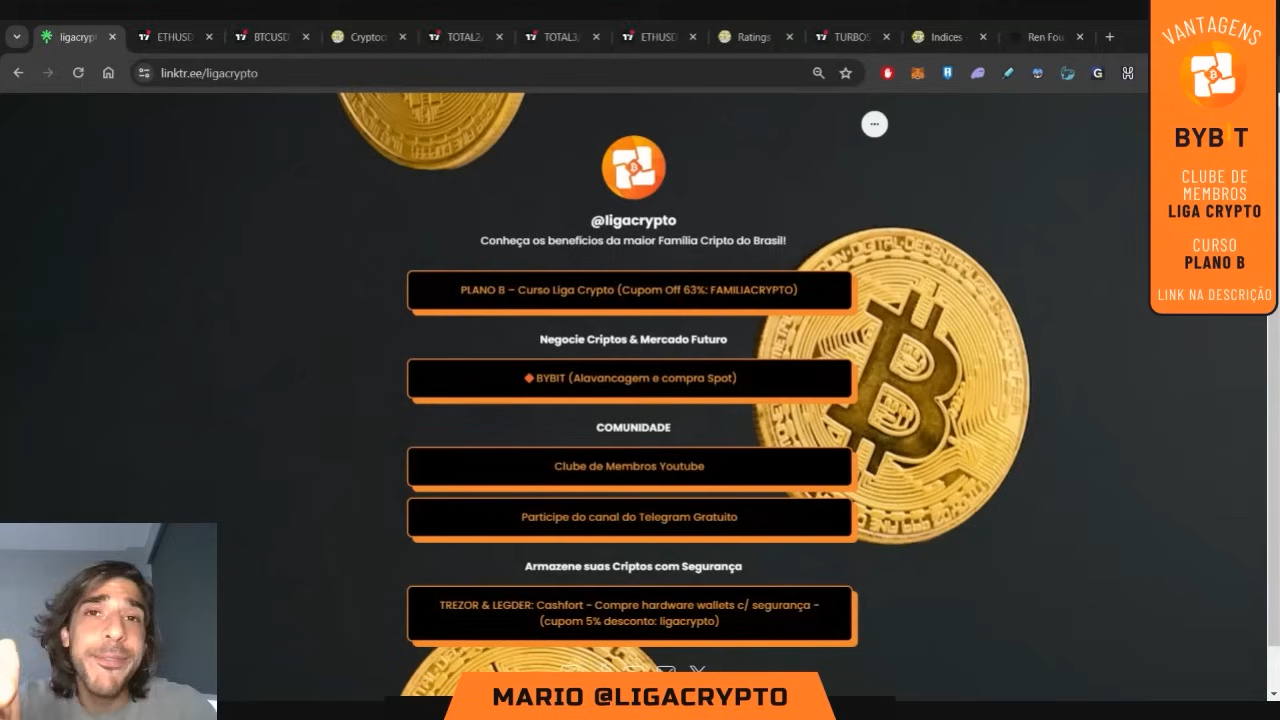 ligacrypt
ETHUSD
BTCUSD
Cryptoc
TOTAL2
TOTAL3
ETHUSD
Ratings
TURBOS
Indices
Ren Fou
linktr.ee/ligacrypto
@ligacrypto
Conheça os benefícios da maior Família Cripto do Brasil!
PLANO B – Curso Liga Crypto (Cupom Off 63%: FAMILIACRYPTO)
Negocie Criptos & Mercado Futuro
BYBIT (Alavancagem e compra Spot)
COMUNIDADE
Clube de Membros Youtube
Participe do canal do Telegram Gratuito
Armazene suas Criptos com Segurança
TREZOR & LEGDER: Cashfort - Compre hardware wallets c/ segurança -
(cupom 5% desconto: ligacrypto)
VANTAGENS
BYBIT
CLUBE DE
MEMBROS
LIGA CRYPTO
CURSO
PLANO B
LINK NA DESCRIÇÃO
MARIO @LIGACRYPTO